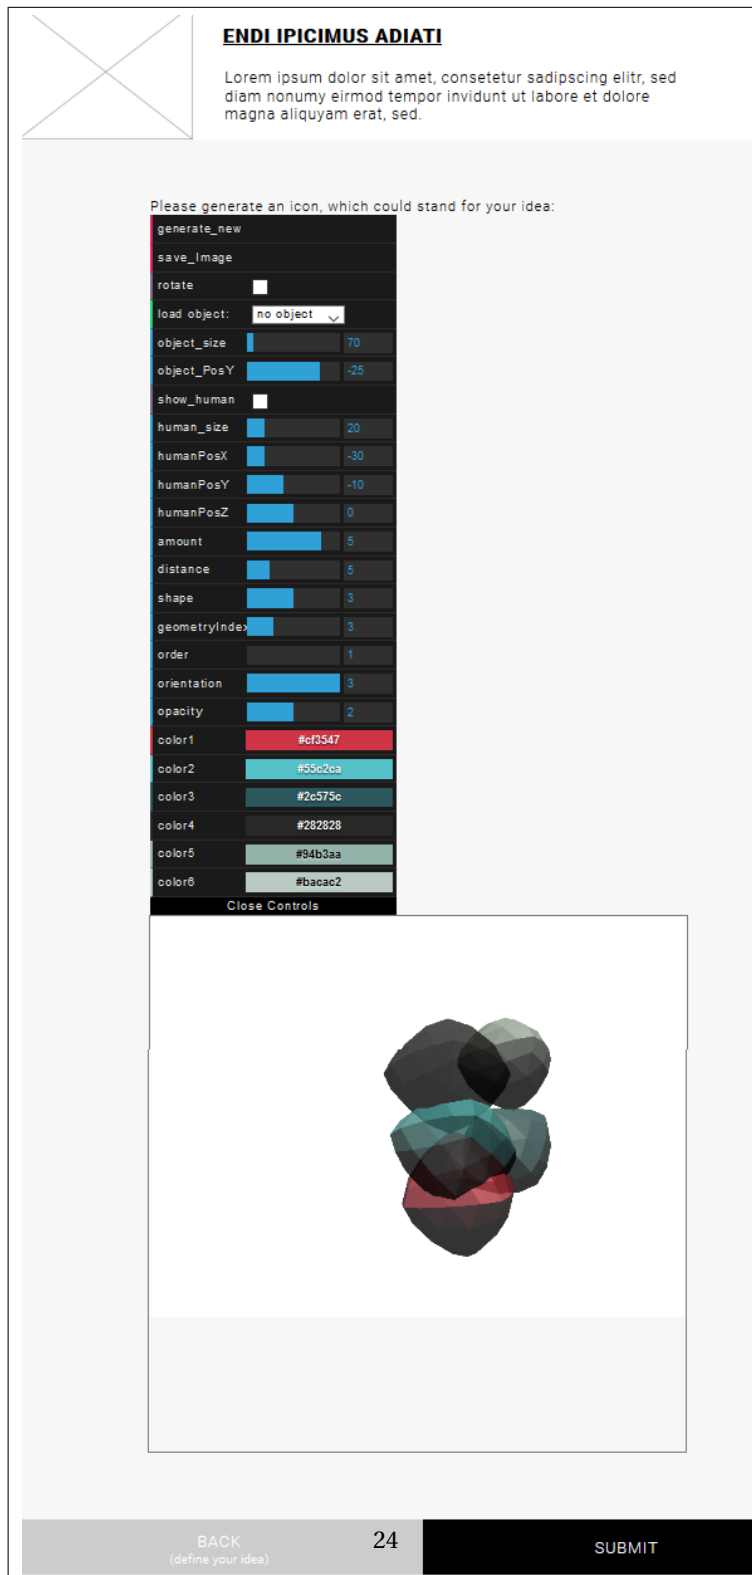 ENDI IPICIMUS ADIATI
Lorem ipsum dolor sit amet, consetetur sadipscing elitr, sed
diam nonumy eirmod tempor invidunt ut labore et dolore
magna aliquyam erat, sed.
Please generate an icon, which could stand for your idea:
generate_new
save_Image
rotate
load object: no object
object_size 70
object_PosY -25
show_human
human_size 20
humanPosX -30
humanPosY -10
humanPosZ 0
amount 5
distance 5
shape 3
geometryIndex 3
order 1
orientation 3
opacity 2
color1 #cf3547
color2 #55c2ca
color3 #2c575c
color4 #282828
color5 #94b3aa
color6 #bacac2
Close Controls
BACK
(define your idea)
24
SUBMIT